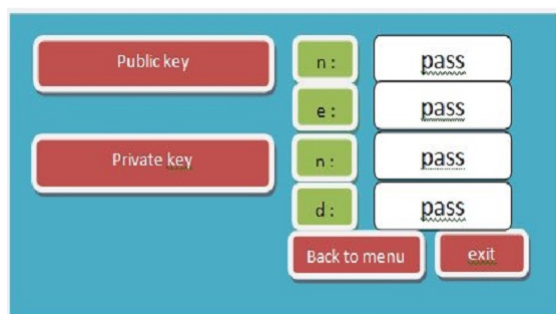 Public key n : pass
e : pass
Private key n : pass
d : pass
Back to menu exit